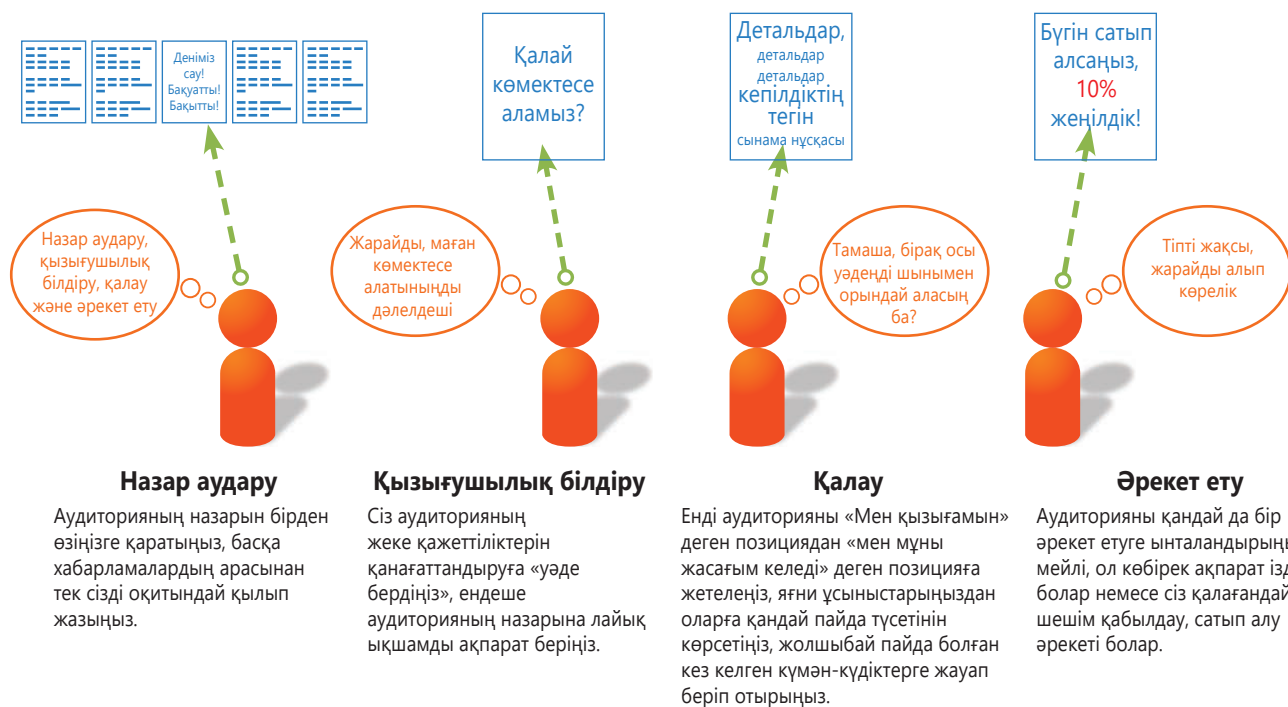 Деніміз
сау!
Бақуатты!
Бақытты!
Қалай
көмектесе
аламыз?
Детальдар,
детальдар
детальдар
кепілдіктің
тегін
сынама нұсқасы
Бүгін сатып
алсаңыз,
10%
жеңілдік!
Назар аудару,
қызығушылық
білдіру, қалау
және әрекет ету
Жарайды, маған
көмектесе
алатыныңды
дәлелдеші
Тамаша, бірақ осы
уәдеңді шынымен
орындай аласың
ба?
Тіпті жақсы,
жарайды алып
көрелік
Назар аудару
Аудиторияның назарын бірден
өзіңізге қаратыңыз, басқа
хабарламалардың арасынан
тек сізді оқитындай қылып
жазыңыз.
Қызығушылық білдіру
Сіз аудиторияның
жеке қажеттіліктерін
қанағаттандыруға «уәде
бердіңіз», ендеше
аудиторияның назарына лайық
ықшамды ақпарат беріңіз.
Қалау
Енді аудиторияны «Мен қызығамын»
деген позициядан «мен мұны
жасағым келеді» деген позицияға
жетелеңіз, яғни ұсыныстарыңыздан
оларға қандай пайда түсетінін
көрсетіңіз, жолшыбай пайда болған
кез келген күмән-күдіктерге жауап
беріп отырыңыз.
Әрекет ету
Аудиторияны қандай да бір
әрекет етуге ынталандырың
мейлі, ол көбірек ақпарат ізд
болар немесе сіз қалағандай
шешім қабылдау, сатып алу
әрекеті болар.